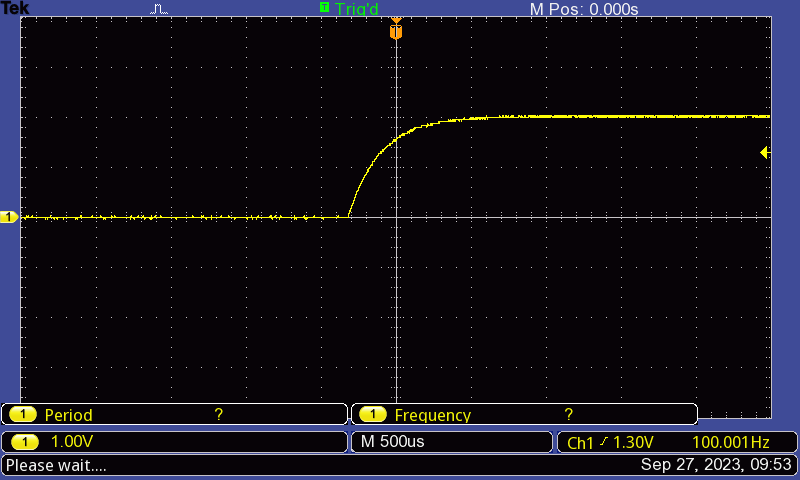 Tek T Trig'd M Pos: 0.000s
T
1
1 Period ? 1 Frequency ?
1 1.00V M 500us Ch1 1.30V 100.001Hz
Please wait.... Sep 27, 2023, 09:53